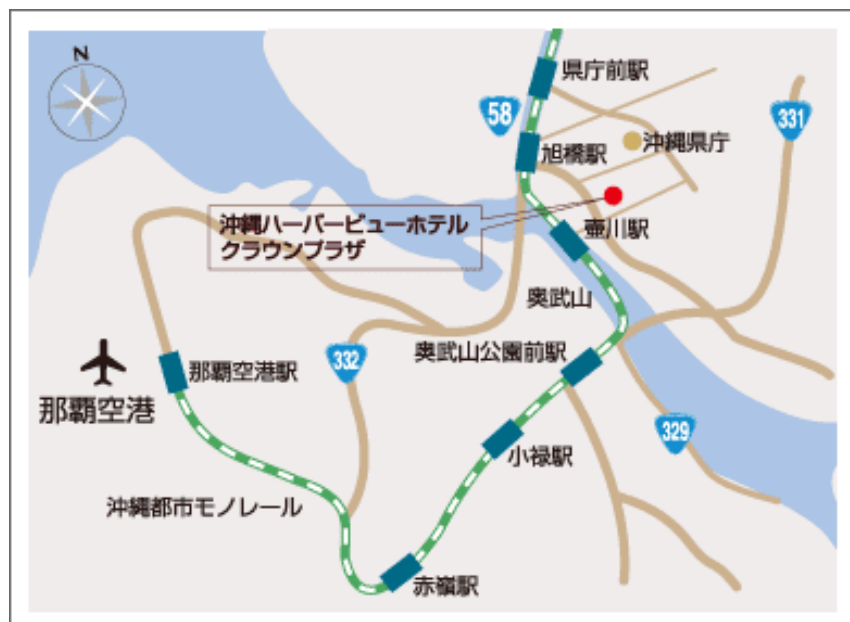 N
県庁前駅
58
331
旭橋駅
沖縄県庁
沖縄ハーバービューホテル
クラウンプラザ
壷川駅
奥武山
332
奥武山公園前駅
那覇空港駅
那覇空港
329
小禄駅
沖縄都市モノレール
赤嶺駅